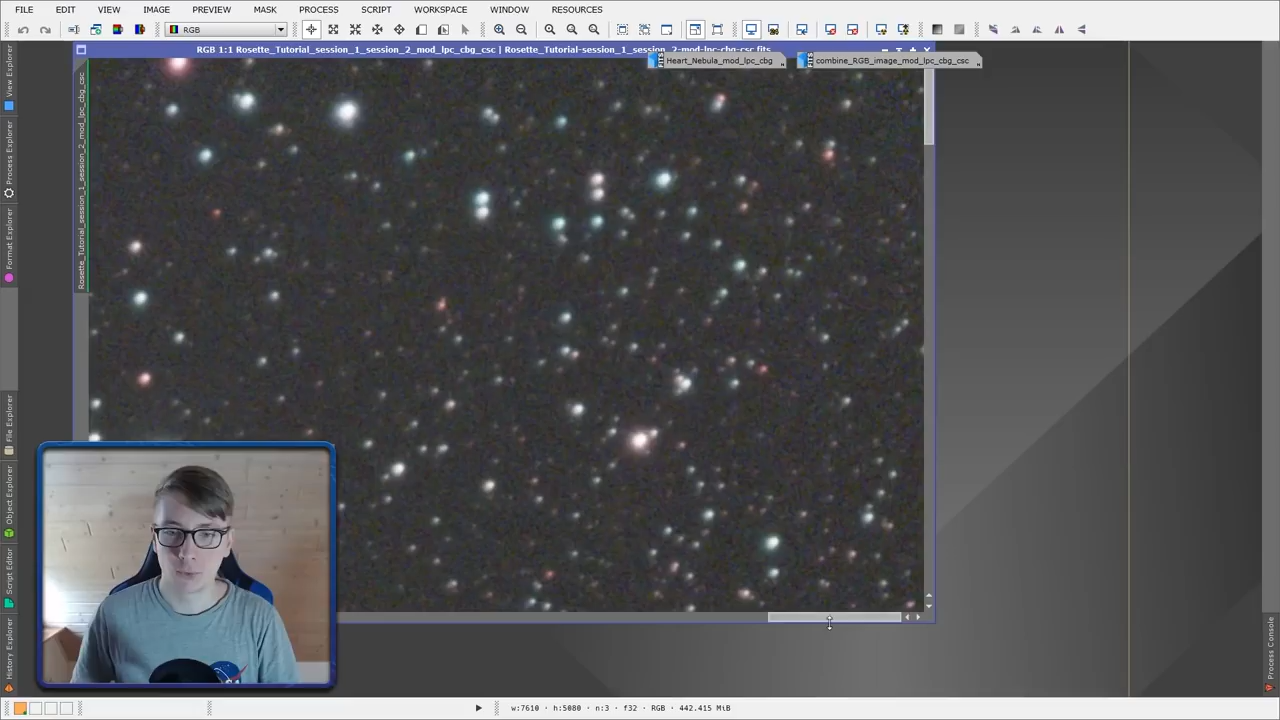 FILE EDIT VIEW IMAGE PREVIEW MASK PROCESS SCRIPT WORKSPACE WINDOW RESOURCES
RGB
RGB 1:1 Rosette_Tutorial_session_1_session_2_mod_lpc_cbg_csc | Rosette_Tutorial-session_1_session_2-mod-lpc-cbg-csc.fits
Heart_Nebula_mod_lpc_cbg
combine_RGB_image_mod_lpc_cbg_csc
Rosette_Tutorial_session_1_session_2_mod_lpc_cbg_csc
View Explorer
Process Explorer
Format Explorer
File Explorer
Object Explorer
Script Editor
History Explorer
Process Console
w:7610 · h:5080 · n:3 · f32 · RGB · 442.415 MiB